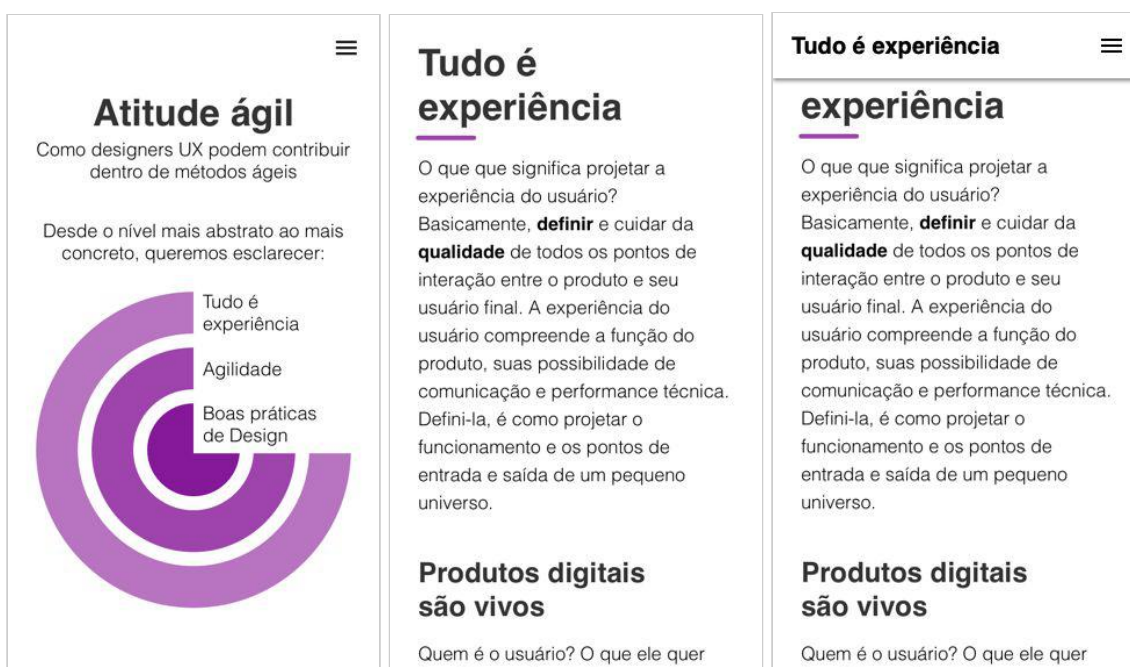 Atitude ágil
Como designers UX podem contribuir
dentro de métodos ágeis
Desde o nível mais abstrato ao mais
concreto, queremos esclarecer:
Tudo é
experiência
Agilidade
Boas práticas
de Design
Tudo é
experiência
O que que significa projetar a
experiência do usuário?
Basicamente, definir e cuidar da
qualidade de todos os pontos de
interação entre o produto e seu
usuário final. A experiência do
usuário compreende a função do
produto, suas possibilidade de
comunicação e performance técnica.
Defini-la, é como projetar o
funcionamento e os pontos de
entrada e saída de um pequeno
universo.
Produtos digitais
são vivos
Quem é o usuário? O que ele quer
Tudo é experiência
experiência
O que que significa projetar a
experiência do usuário?
Basicamente, definir e cuidar da
qualidade de todos os pontos de
interação entre o produto e seu
usuário final. A experiência do
usuário compreende a função do
produto, suas possibilidade de
comunicação e performance técnica.
Defini-la, é como projetar o
funcionamento e os pontos de
entrada e saída de um pequeno
universo.
Produtos digitais
são vivos
Quem é o usuário? O que ele quer